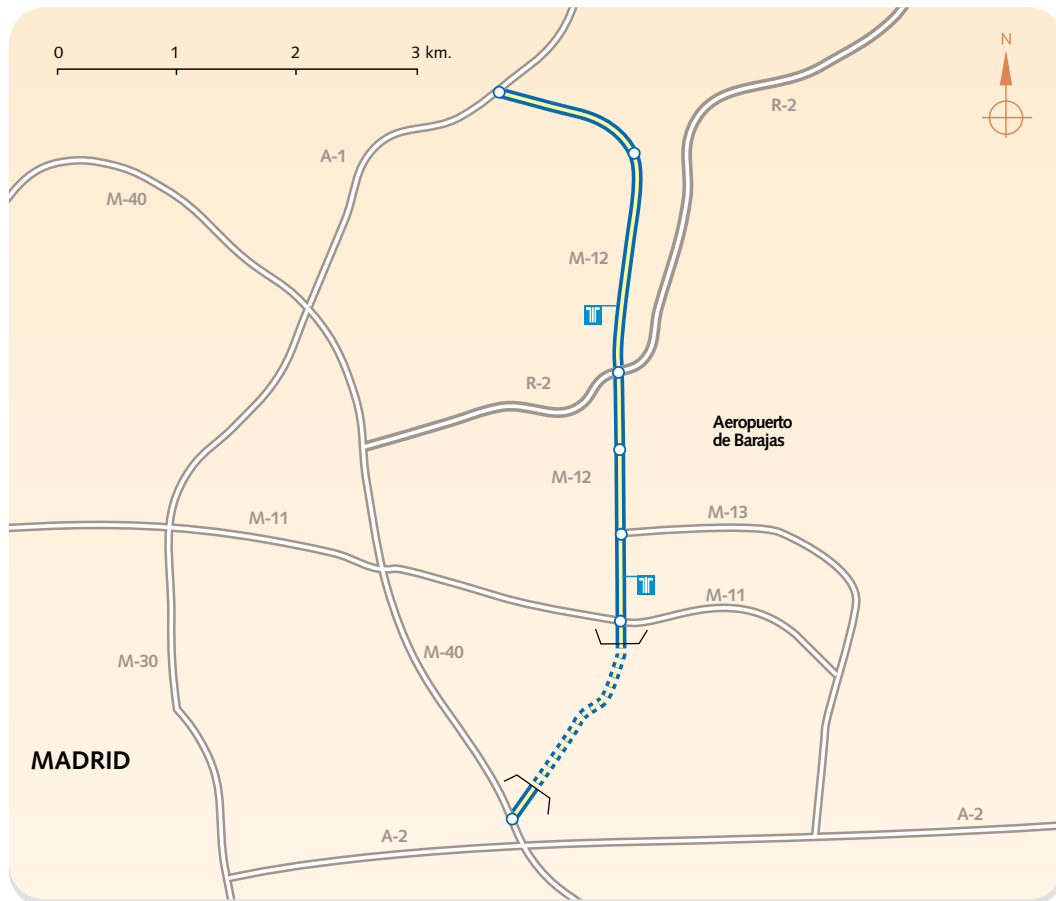 0 1 2 3 km.
N
R-2
A-1
M-40
M-12
R-2
Aeropuerto
de Barajas
M-12
M-13
M-11
M-11
M-40
M-30
MADRID
A-2
A-2